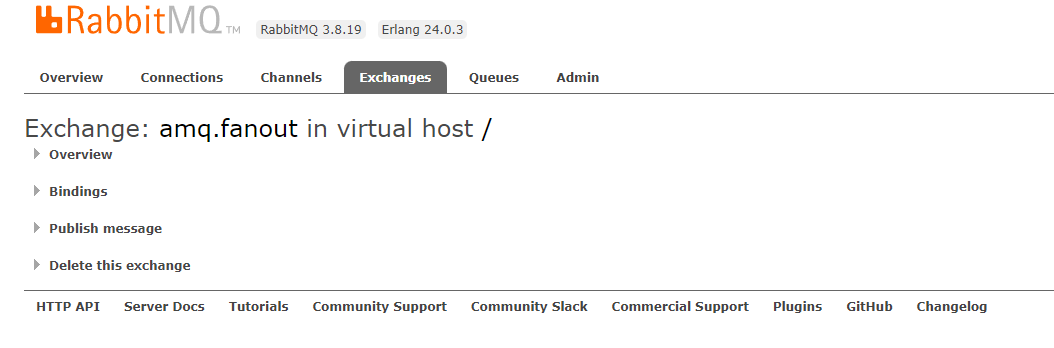 RabbitMQ TM RabbitMQ 3.8.19 Erlang 24.0.3
Overview Connections Channels Exchanges Queues Admin
Exchange: amq.fanout in virtual host /
Overview
Bindings
Publish message
Delete this exchange
HTTP API Server Docs Tutorials Community Support Community Slack Commercial Support Plugins GitHub Changelog